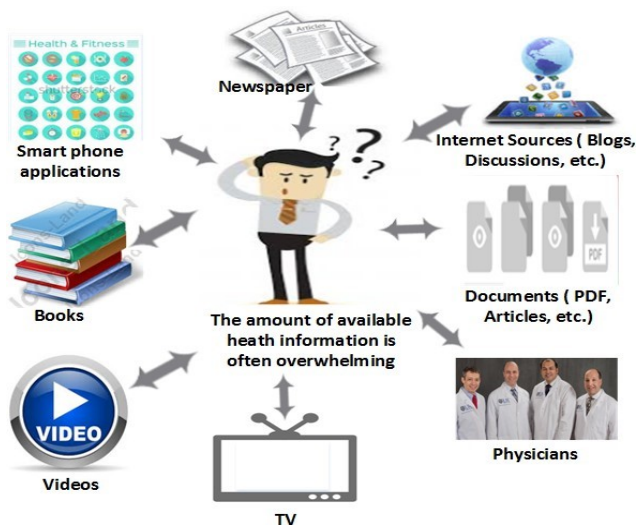 Health & Fitness
shutterstock
Smart phone
applications
Articles
Newspaper
Internet Sources ( Blogs,
Discussions, etc.)
Books
PDF
Documents ( PDF,
Articles, etc.)
? ? ?
The amount of available
heath information is
often overwhelming
VIDEO
Videos
TV
Physicians